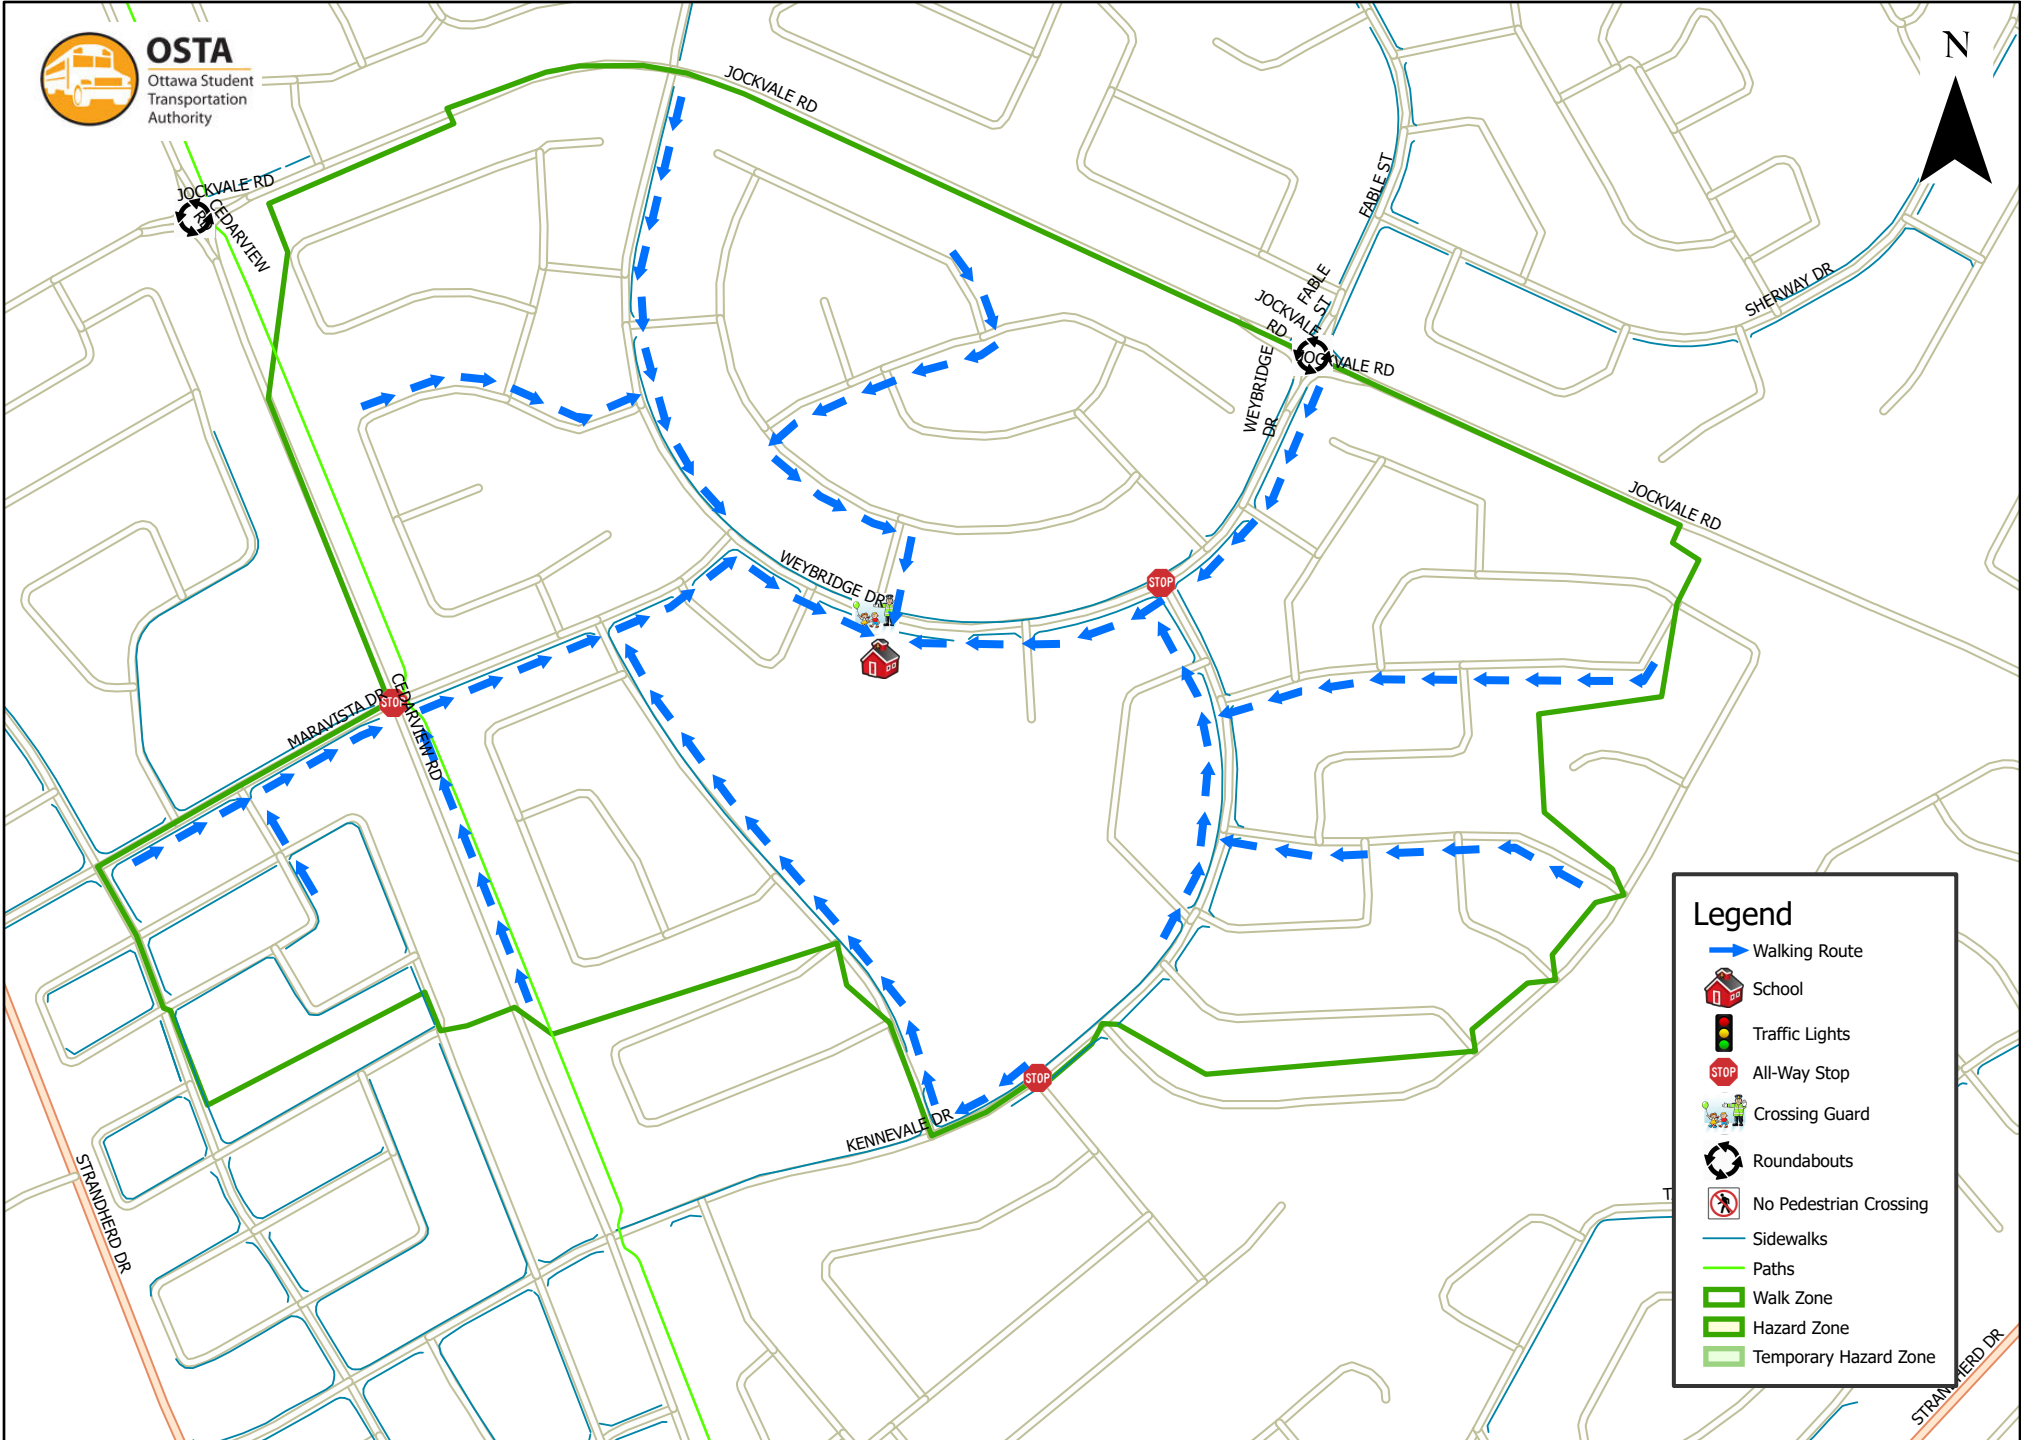 OSTA
Ottawa Student
Transportation
Authority
N
JOCKVALE RD
JOCKVALE RD
CEDARVIEW
RD
FABLE ST
FABLE
ST
SHERWAY DR
JOCKVALE
RD
JOCKVALE RD
WEYBRIDGE
DR
JOCKVALE RD
WEYBRIDGE DR
STOP
MARAVISTA DR
STOP
CEDARVIEW RD
STOP
KENNEVALE DR
STRANDHERD DR
STRANDHERD DR
Legend
Walking Route
School
Traffic Lights
STOP
All-Way Stop
Crossing Guard
Roundabouts
No Pedestrian Crossing
Sidewalks
Paths
Walk Zone
Hazard Zone
Temporary Hazard Zone